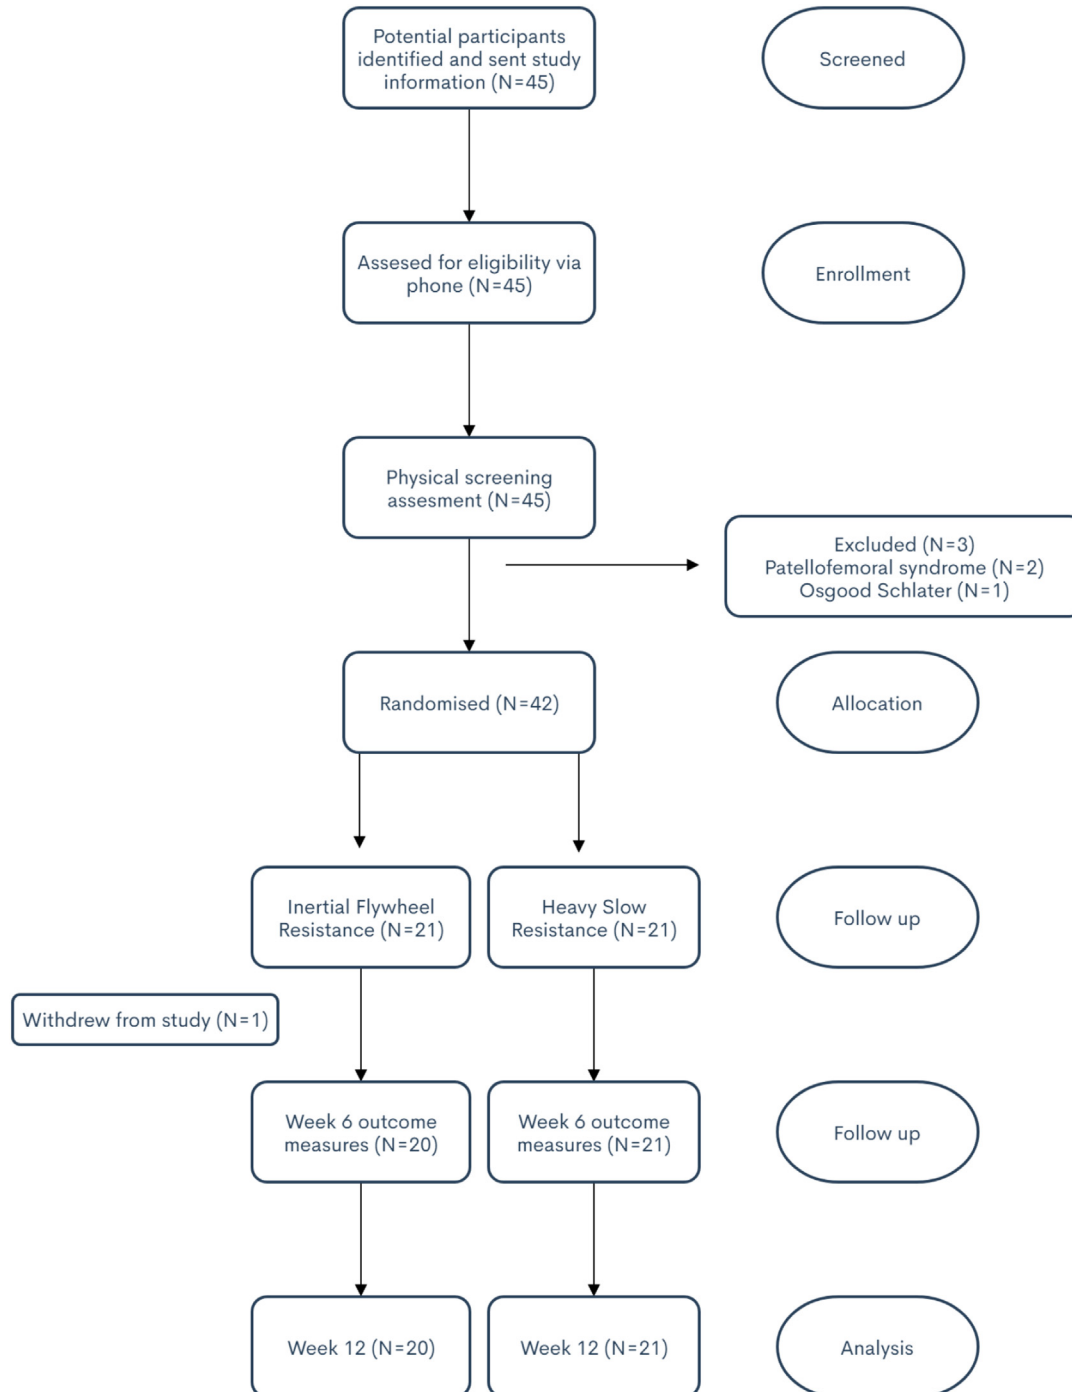 Potential participants
identified and sent study
information (N=45)
Screened
Assesed for eligibility via
phone (N=45)
Enrollment
Physical screening
assesment (N=45)
Excluded (N=3)
Patellofemoral syndrome (N=2)
Osgood Schlater (N=1)
Randomised (N=42)
Allocation
Inertial Flywheel
Resistance (N=21)
Heavy Slow
Resistance (N=21)
Follow up
Withdrew from study (N=1)
Week 6 outcome
measures (N=20)
Week 6 outcome
measures (N=21)
Follow up
Week 12 (N=20)
Week 12 (N=21)
Analysis